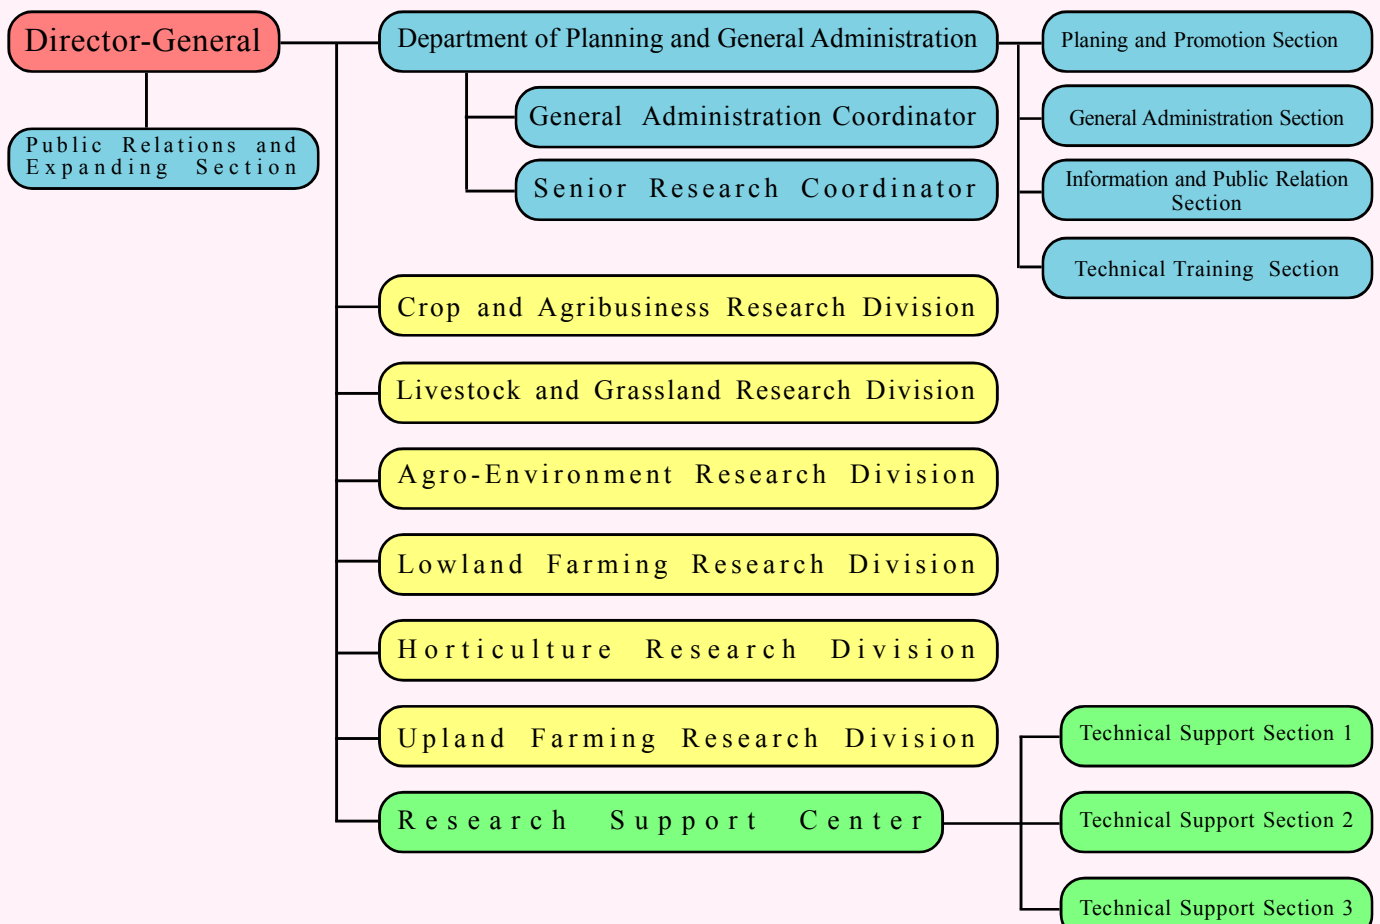 Director-General
Public Relations and
Expanding Section
Department of Planning and General Administration
General Administration Coordinator
Senior Research Coordinator
Planing and Promotion Section
General Administration Section
Information and Public Relation
Section
Technical Training Section
Crop and Agribusiness Research Division
Livestock and Grassland Research Division
Agro-Environment Research Division
Lowland Farming Research Division
Horticulture Research Division
Upland Farming Research Division
Research Support Center
Technical Support Section 1
Technical Support Section 2
Technical Support Section 3